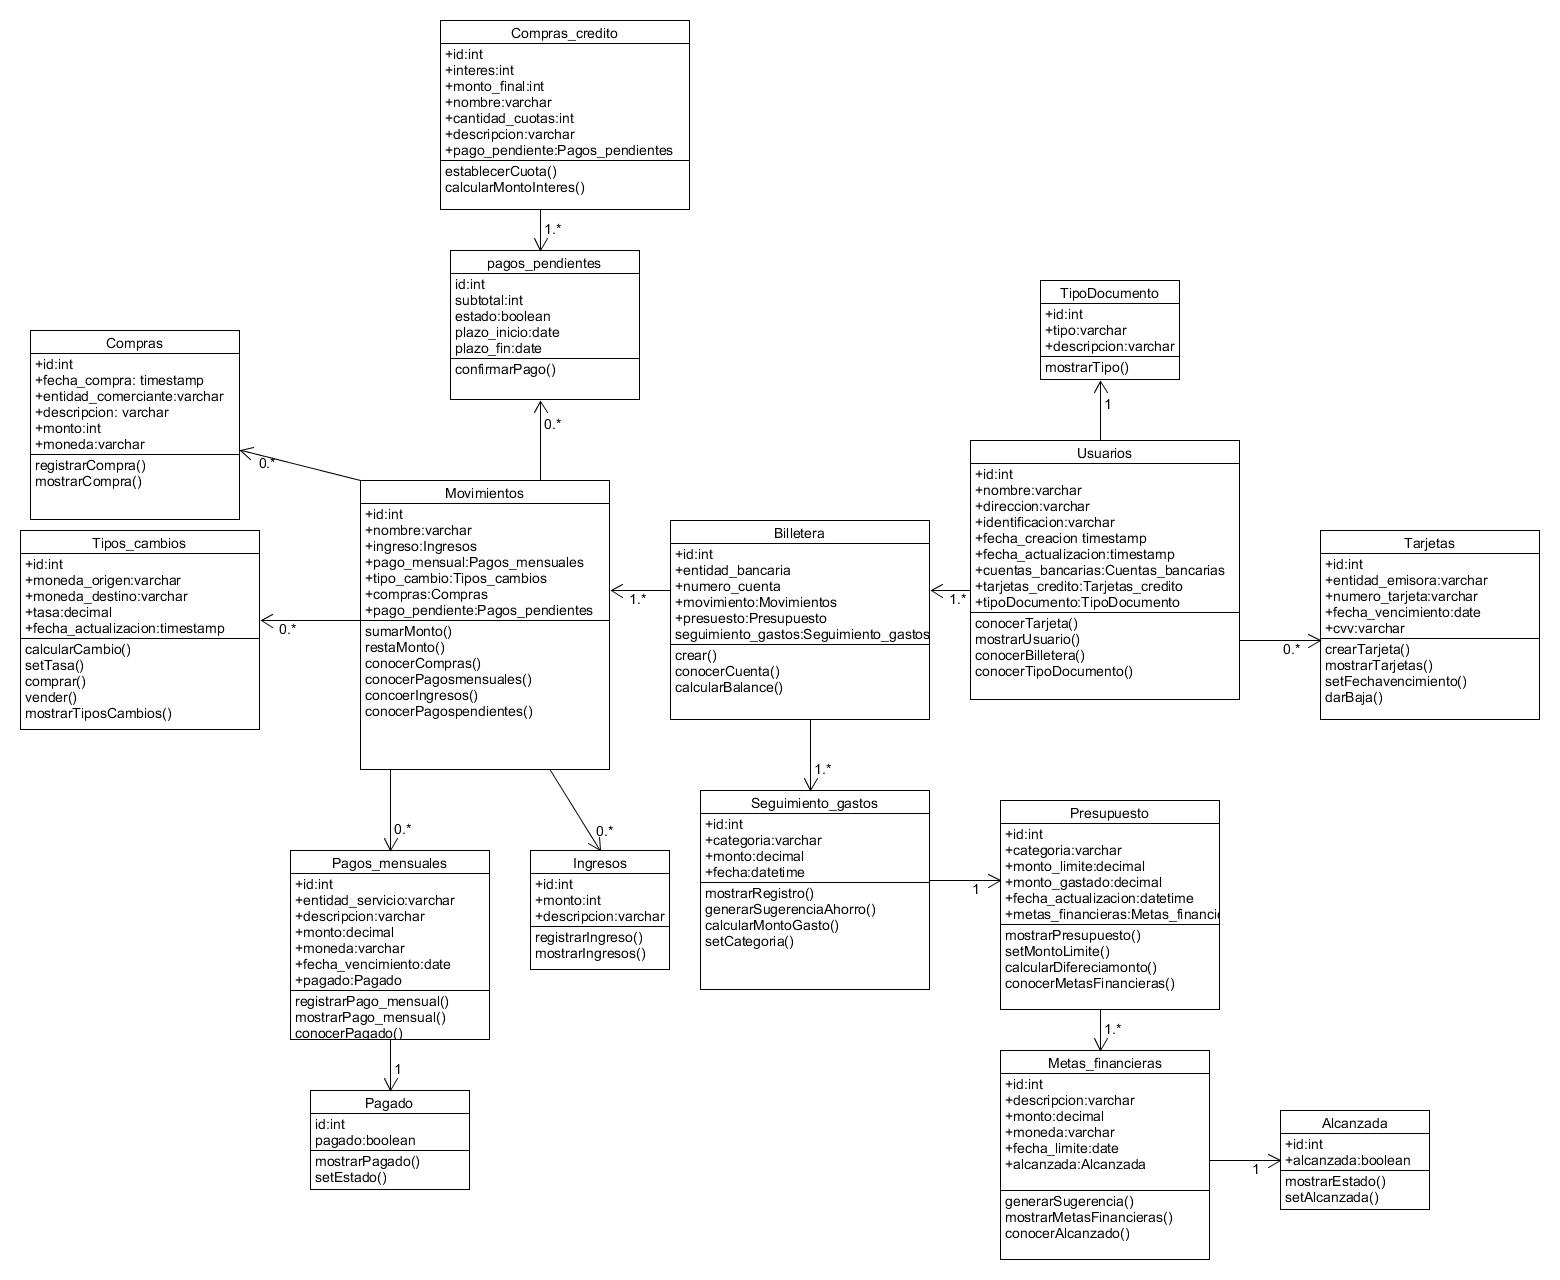 Compras_credito
+id:int
+interes:int
+monto_final:int
+nombre:varchar
+cantidad_cuotas:int
+descripcion:varchar
+pago_pendiente:Pagos_pendientes
establecerCuota()
calcularMontoInteres()
1.*
pagos_pendientes
id:int
subtotal:int
estado:boolean
plazo_inicio:date
plazo_fin:date
confirmarPago()
0.*
TipoDocumento
+id:int
+tipo:varchar
+descripcion:varchar
mostrarTipo()
1
Compras
+id:int
+fecha_compra: timestamp
+entidad_comerciante:varchar
+descripcion: varchar
+monto:int
+moneda:varchar
registrarCompra()
mostrarCompra()
0.*
Movimientos
+id:int
+nombre:varchar
+ingreso:Ingresos
+pago_mensual:Pagos_mensuales
+tipo_cambio:Tipos_cambios
+compras:Compras
+pago_pendiente:Pagos_pendientes
sumarMonto()
restaMonto()
conocerCompras()
conocerPagosmensuales()
concoerIngresos()
conocerPagospendientes()
1.*
Billetera
+id:int
+entidad_bancaria
+numero_cuenta
+movimiento:Movimientos
+presuesto:Presupuesto
seguimiento_gastos:Seguimiento_gastos
crear()
conocerCuenta()
calcularBalance()
1.*
Usuarios
+id:int
+nombre:varchar
+direccion:varchar
+identificacion:varchar
+fecha_creacion timestamp
+fecha_actualizacion:timestamp
+cuentas_bancarias:Cuentas_bancarias
+tarjetas_credito:Tarjetas_credito
+tipoDocumento:TipoDocumento
conocerTarjeta()
mostrarUsuario()
conocerBilletera()
conocerTipoDocumento()
0.*
Tarjetas
+id:int
+entidad_emisora:varchar
+numero_tarjeta:varchar
+fecha_vencimiento:date
+cvv:varchar
crearTarjeta()
mostrarTarjetas()
setFechavencimiento()
darBaja()
Tipos_cambios
+id:int
+moneda_origen:varchar
+moneda_destino:varchar
+tasa:decimal
+fecha_actualizacion:timestamp
calcularCambio()
setTasa()
comprar()
vender()
mostrarTiposCambios()
0.*
1.*
Seguimiento_gastos
+id:int
+categoria:varchar
+monto:decimal
+fecha:datetime
mostrarRegistro()
generarSugerenciaAhorro()
calcularMontoGasto()
setCategoria()
1
Presupuesto
+id:int
+categoria:varchar
+monto_limite:decimal
+monto_gastado:decimal
+fecha_actualizacion:datetime
+metas_financieras:Metas_financi
mostrarPresupuesto()
setMontoLimite()
calcularDifereciamonto()
conocerMetasFinancieras()
0.*
Pagos_mensuales
+id:int
+entidad_servicio:varchar
+descripcion:varchar
+monto:decimal
+moneda:varchar
+fecha_vencimiento:date
+pagado:Pagado
registrarPago_mensual()
mostrarPago_mensual()
conocerPagado()
0.*
Ingresos
+id:int
+monto:int
+descripcion:varchar
registrarIngreso()
mostrarIngresos()
1
Pagado
id:int
pagado:boolean
mostrarPagado()
setEstado()
1.*
Metas_financieras
+id:int
+descripcion:varchar
+monto:decimal
+moneda:varchar
+fecha_limite:date
+alcanzada:Alcanzada
generarSugerencia()
mostrarMetasFinancieras()
conocerAlcanzado()
1
Alcanzada
+id:int
+alcanzada:boolean
mostrarEstado()
setAlcanzada()